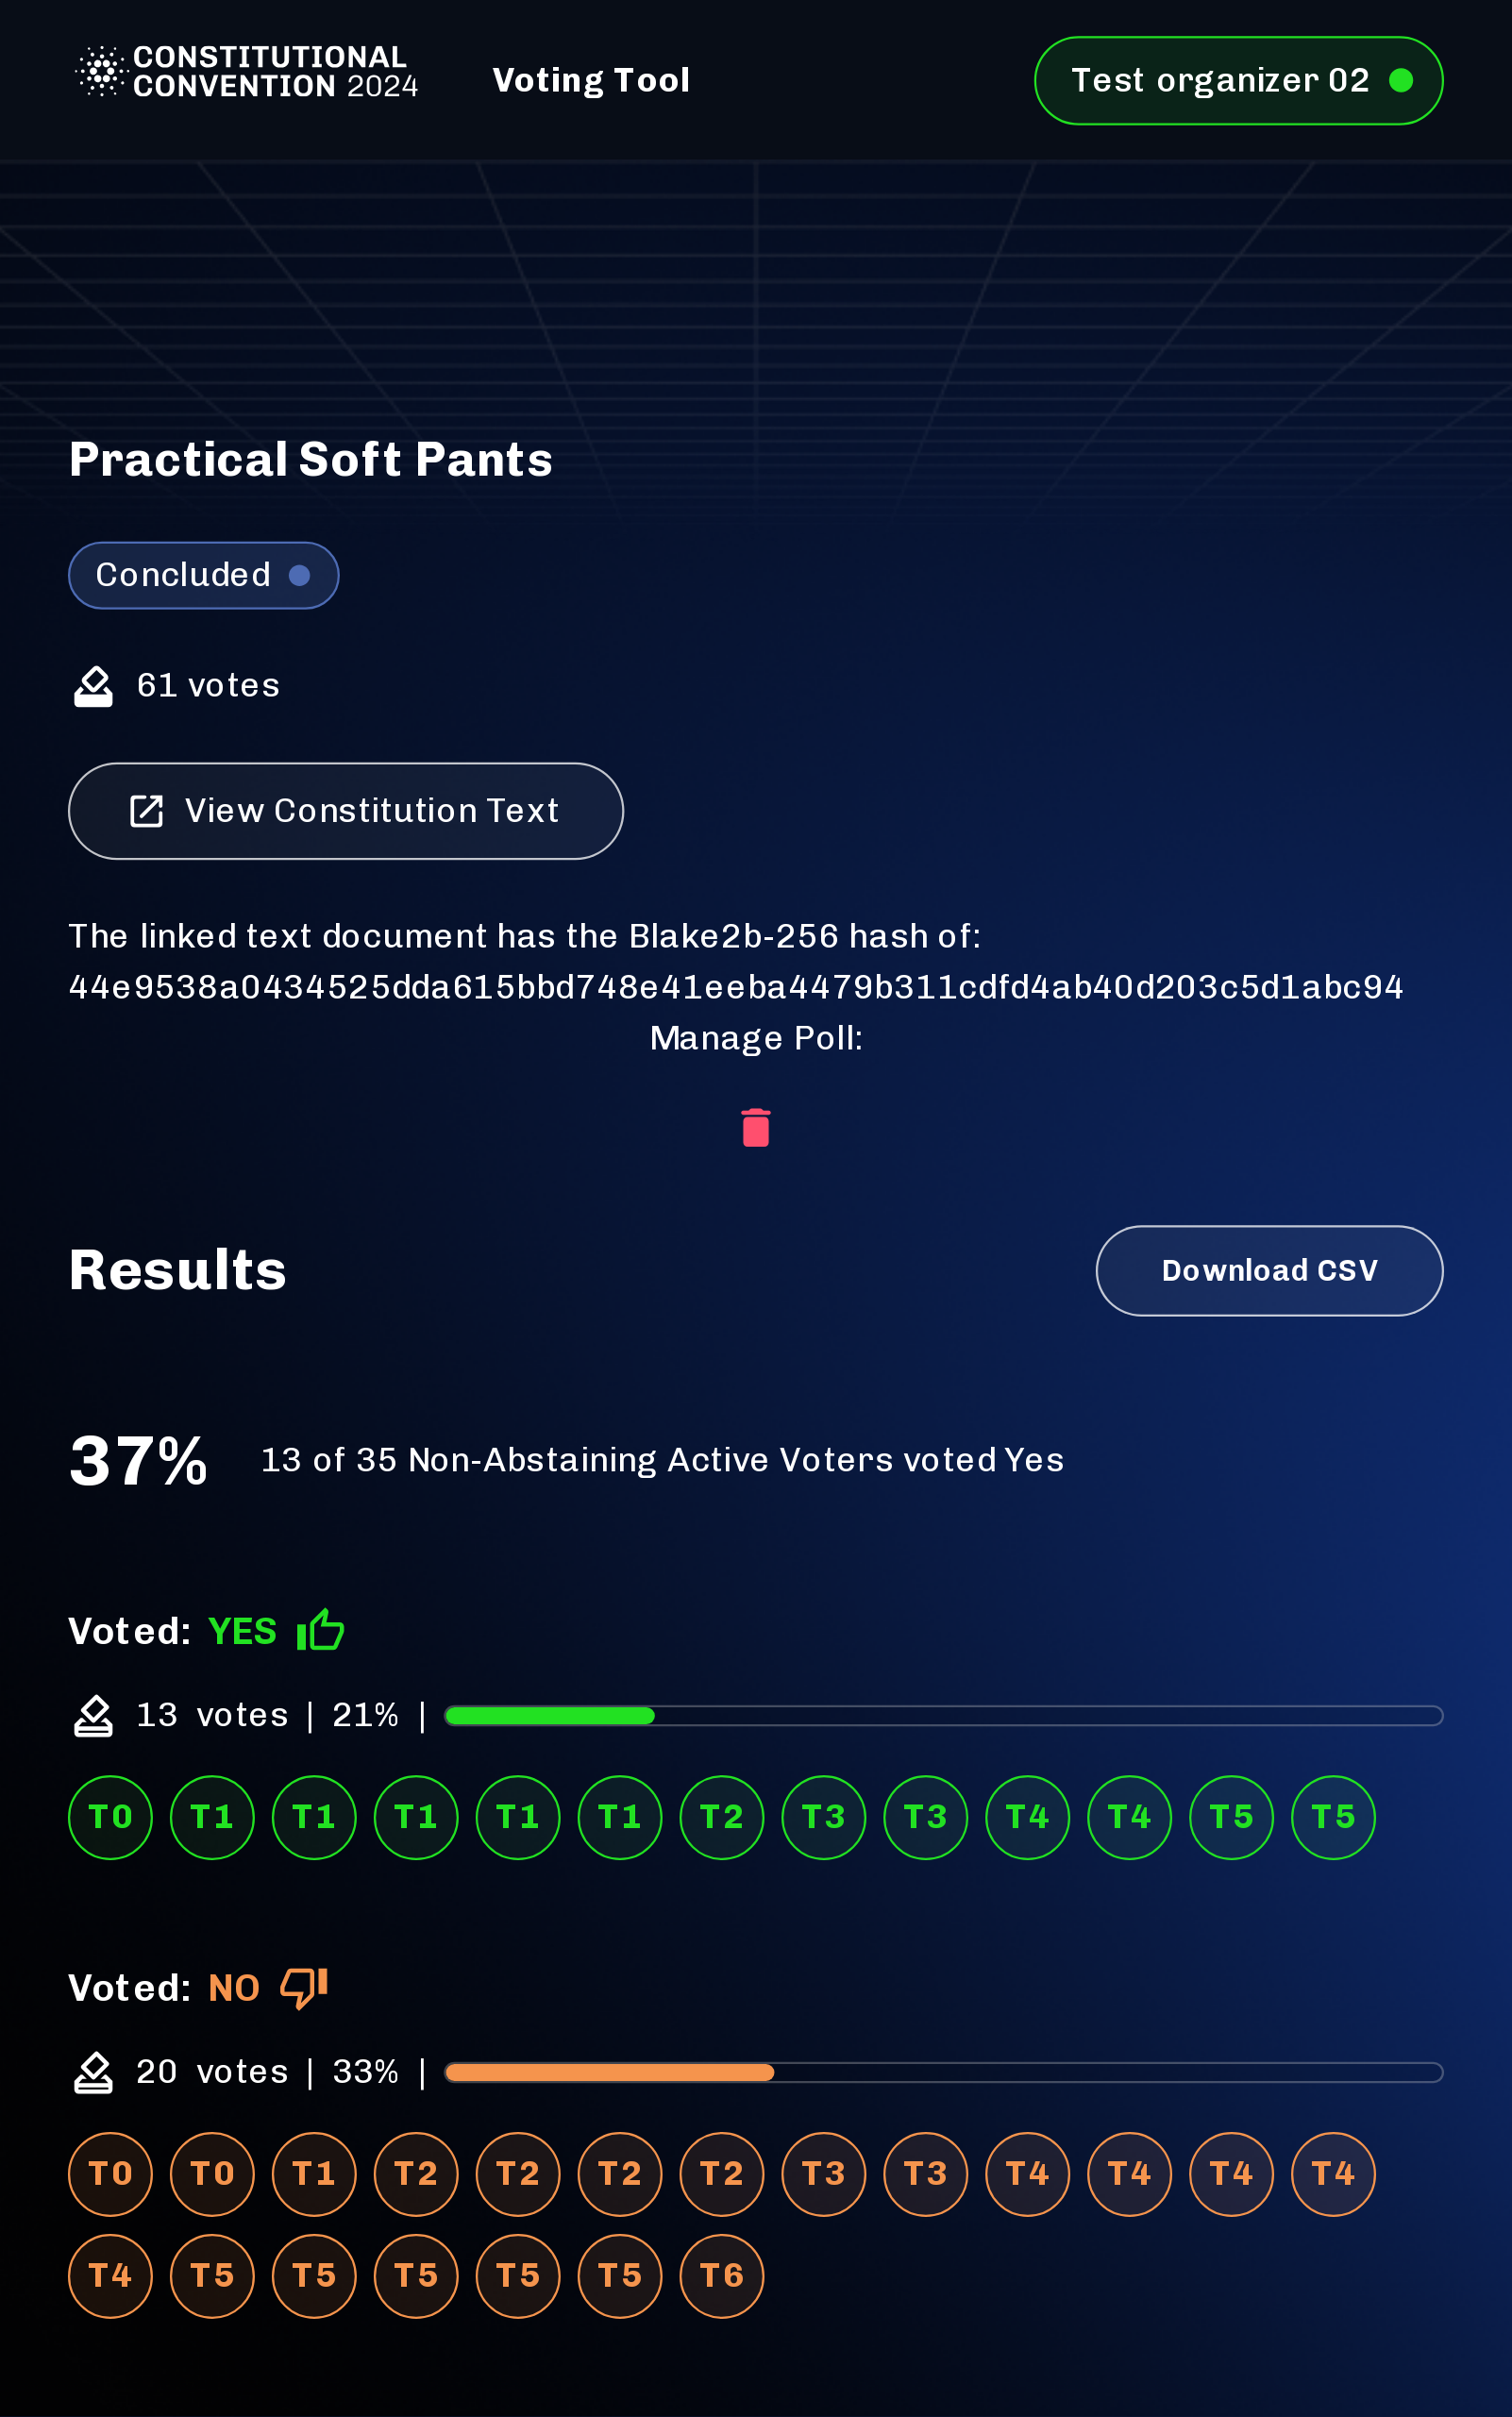 CONSTITUTIONAL
CONVENTION 2024
Voting Tool
Test organizer 02
Practical Soft Pants
Concluded
61 votes
View Constitution Text
The linked text document has the Blake2b-256 hash of:
44e9538a0434525dda615bbd748e41eeba4479b311cdfd4ab40d203c5d1abc94
Manage Poll:
Results
Download CSV
37% 13 of 35 Non-Abstaining Active Voters voted Yes
Voted: YES
13 votes | 21% |
T0 T1 T1 T1 T1 T1 T2 T3 T3 T4 T4 T5 T5
Voted: NO
20 votes | 33% |
T0 T0 T1 T2 T2 T2 T2 T3 T3 T4 T4 T4 T4
T4 T5 T5 T5 T5 T5 T6